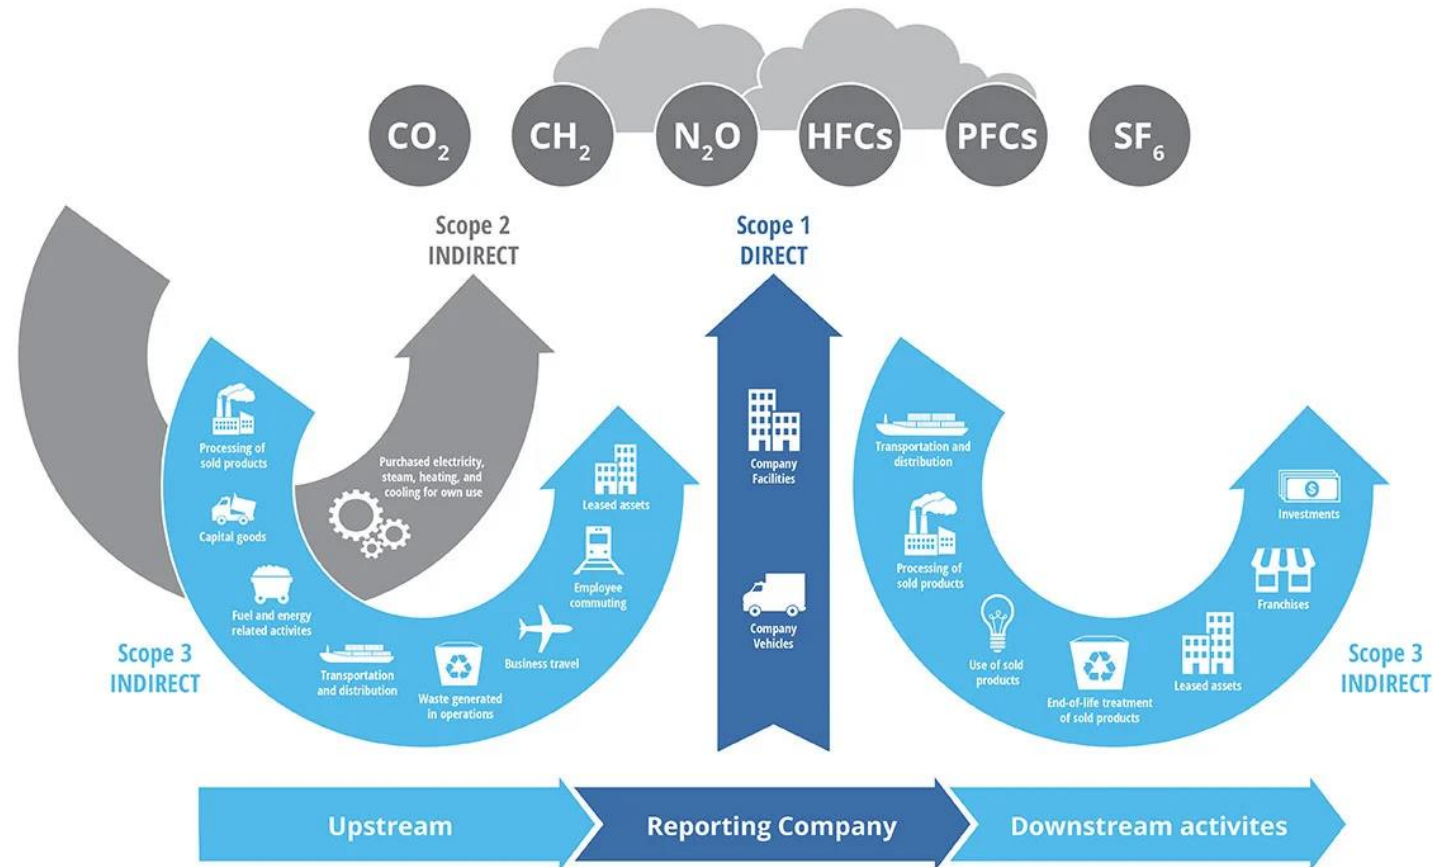 CO₂
CH₂
N₂O
HFCs
PFCs
SF₆
Scope 2
INDIRECT
Scope 1
DIRECT
Purchased electricity,
steam, heating, and
cooling for own use
Processing of
sold products
Capital goods
Fuel and energy
related activites
Transportation
and distribution
Waste generated
in operations
Business travel
Employee
commuting
Leased assets
Scope 3
INDIRECT
Company
Facilities
Company
Vehicles
Transportation and
distribution
Processing of
sold products
Use of sold
products
End-of-life treatment
of sold products
Leased assets
Franchises
Investments
$
Scope 3
INDIRECT
Upstream
Reporting Company
Downstream activites